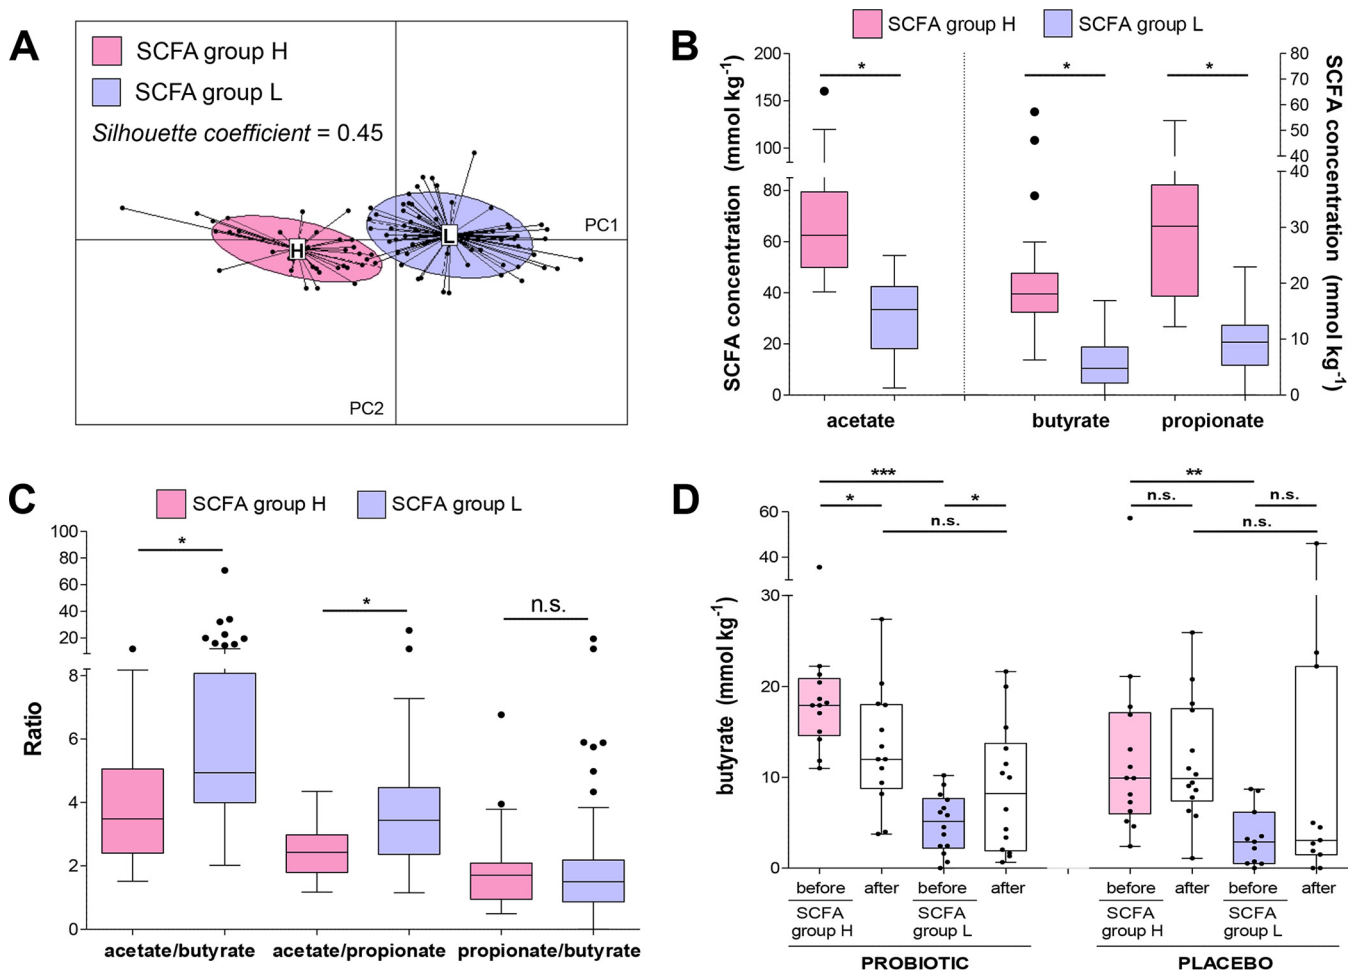 A
SCFA group H
SCFA group L
Silhouette coefficient = 0.45
H
L
PC1
PC2
B
SCFA group H
SCFA group L
SCFA concentration (mmol kg⁻¹)
200
150
100
80
60
40
20
0
*
*
*
80
70
60
50
40
40
30
20
10
0
SCFA concentration (mmol kg⁻¹)
acetate
butyrate
propionate
C
SCFA group H
SCFA group L
Ratio
100
80
60
40
20
8
6
4
2
0
*
*
n.s.
acetate/butyrate
acetate/propionate
propionate/butyrate
D
***
**
*
*
n.s.
n.s.
n.s.
n.s.
butyrate (mmol kg⁻¹)
60
40
30
20
10
0
before
after
before
after
before
after
before
after
SCFA
group H
SCFA
group L
SCFA
group H
SCFA
group L
PROBIOTIC
PLACEBO